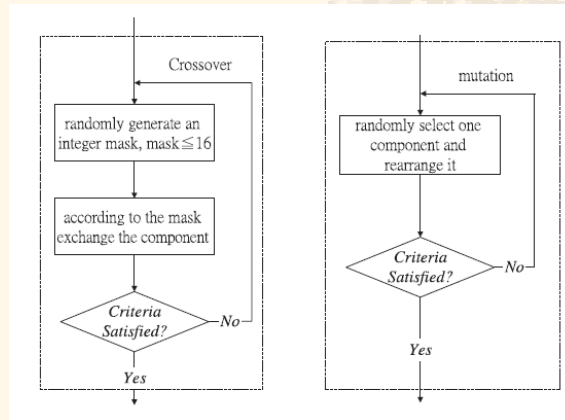 Crossover
randomly generate an
integer mask, mask≦16
according to the mask
exchange the component
Criteria
Satisfied?
No
Yes
mutation
randomly select one
component and
rearrange it
Criteria
Satisfied?
No
Yes